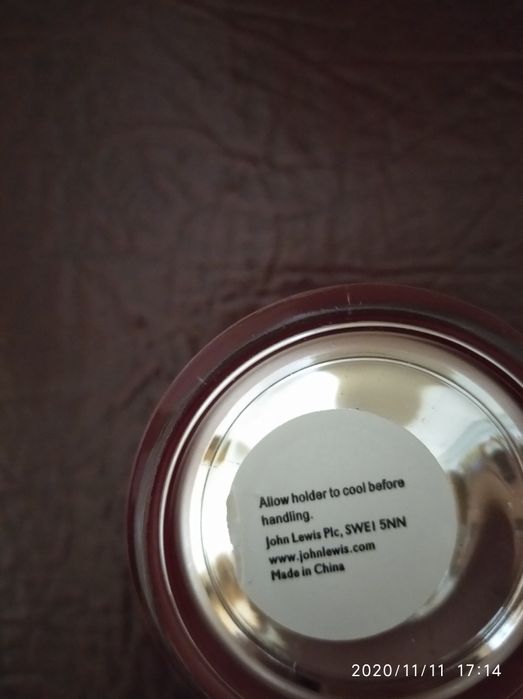 Allow holder to cool before
handling.
John Lewis Plc, SWE1 5NN
www.johnlewis.com
Made in China
2020/11/11 17:14